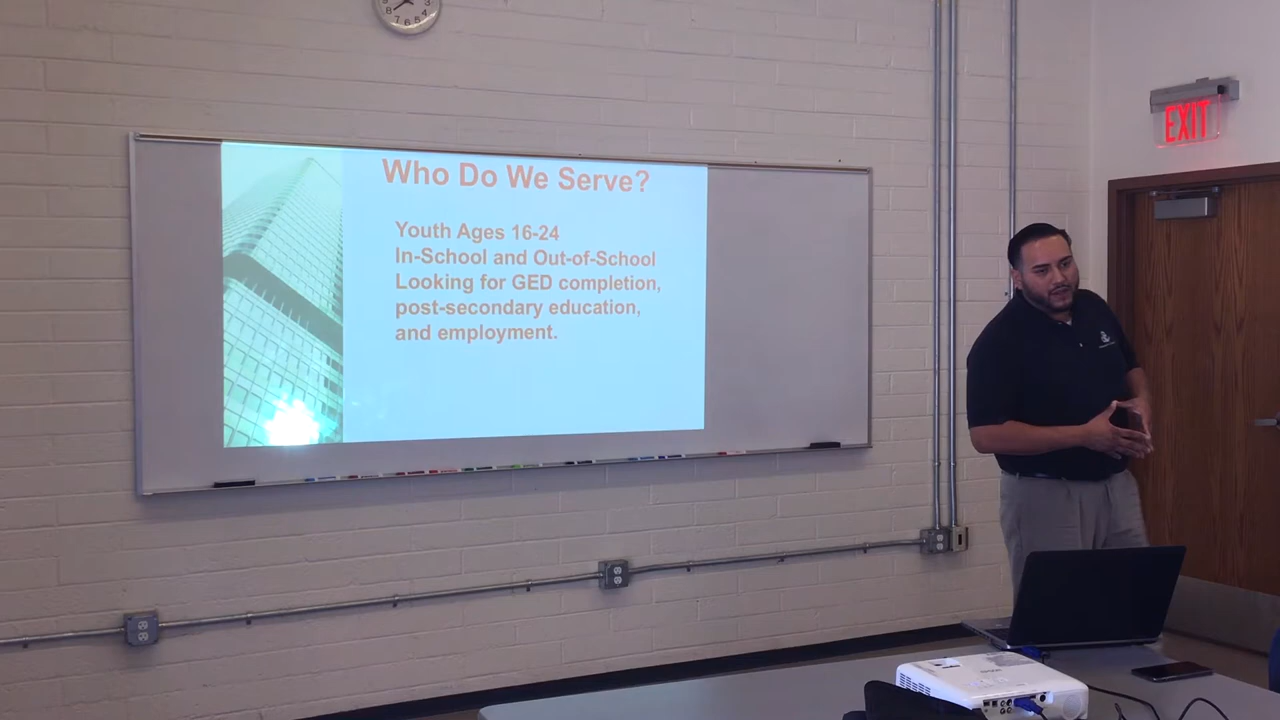 EXIT
Who Do We Serve?
Youth Ages 16-24
In-School and Out-of-School
Looking for GED completion,
post-secondary education,
and employment.